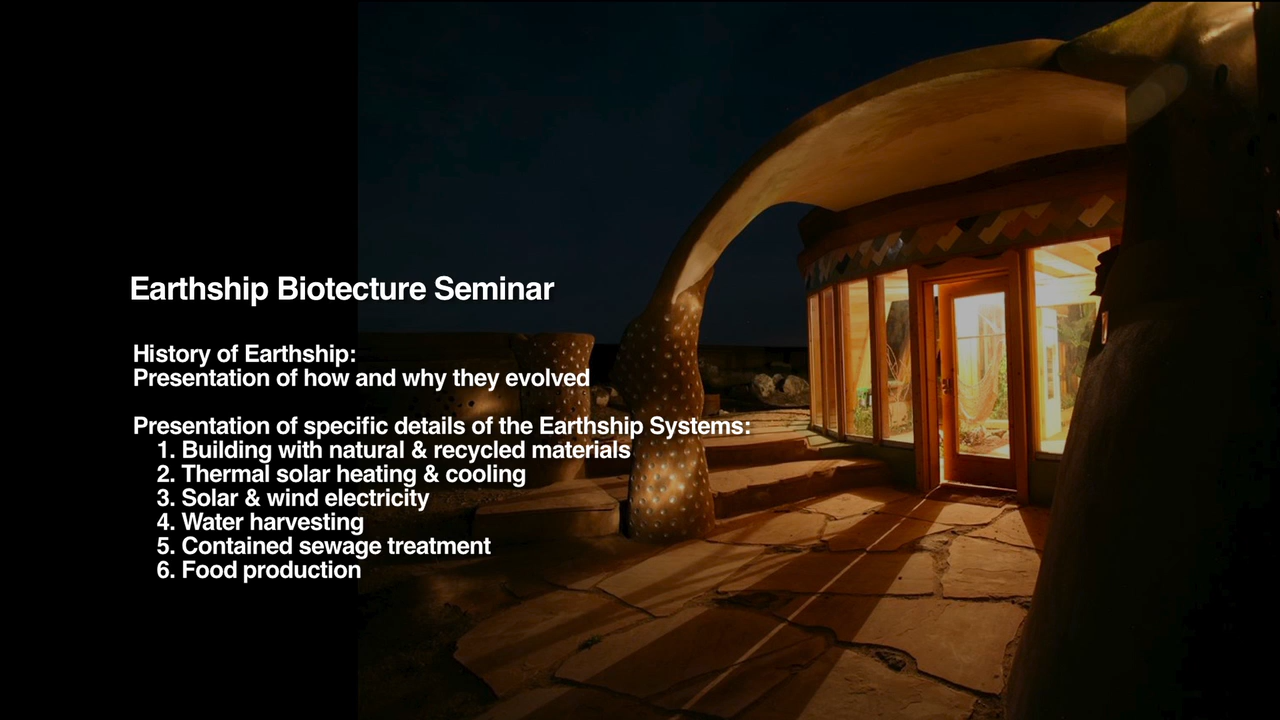 Earthship Biotecture Seminar
History of Earthship:
Presentation of how and why they evolved
Presentation of specific details of the Earthship Systems:
1. Building with natural & recycled materials
2. Thermal solar heating & cooling
3. Solar & wind electricity
4. Water harvesting
5. Contained sewage treatment
6. Food production